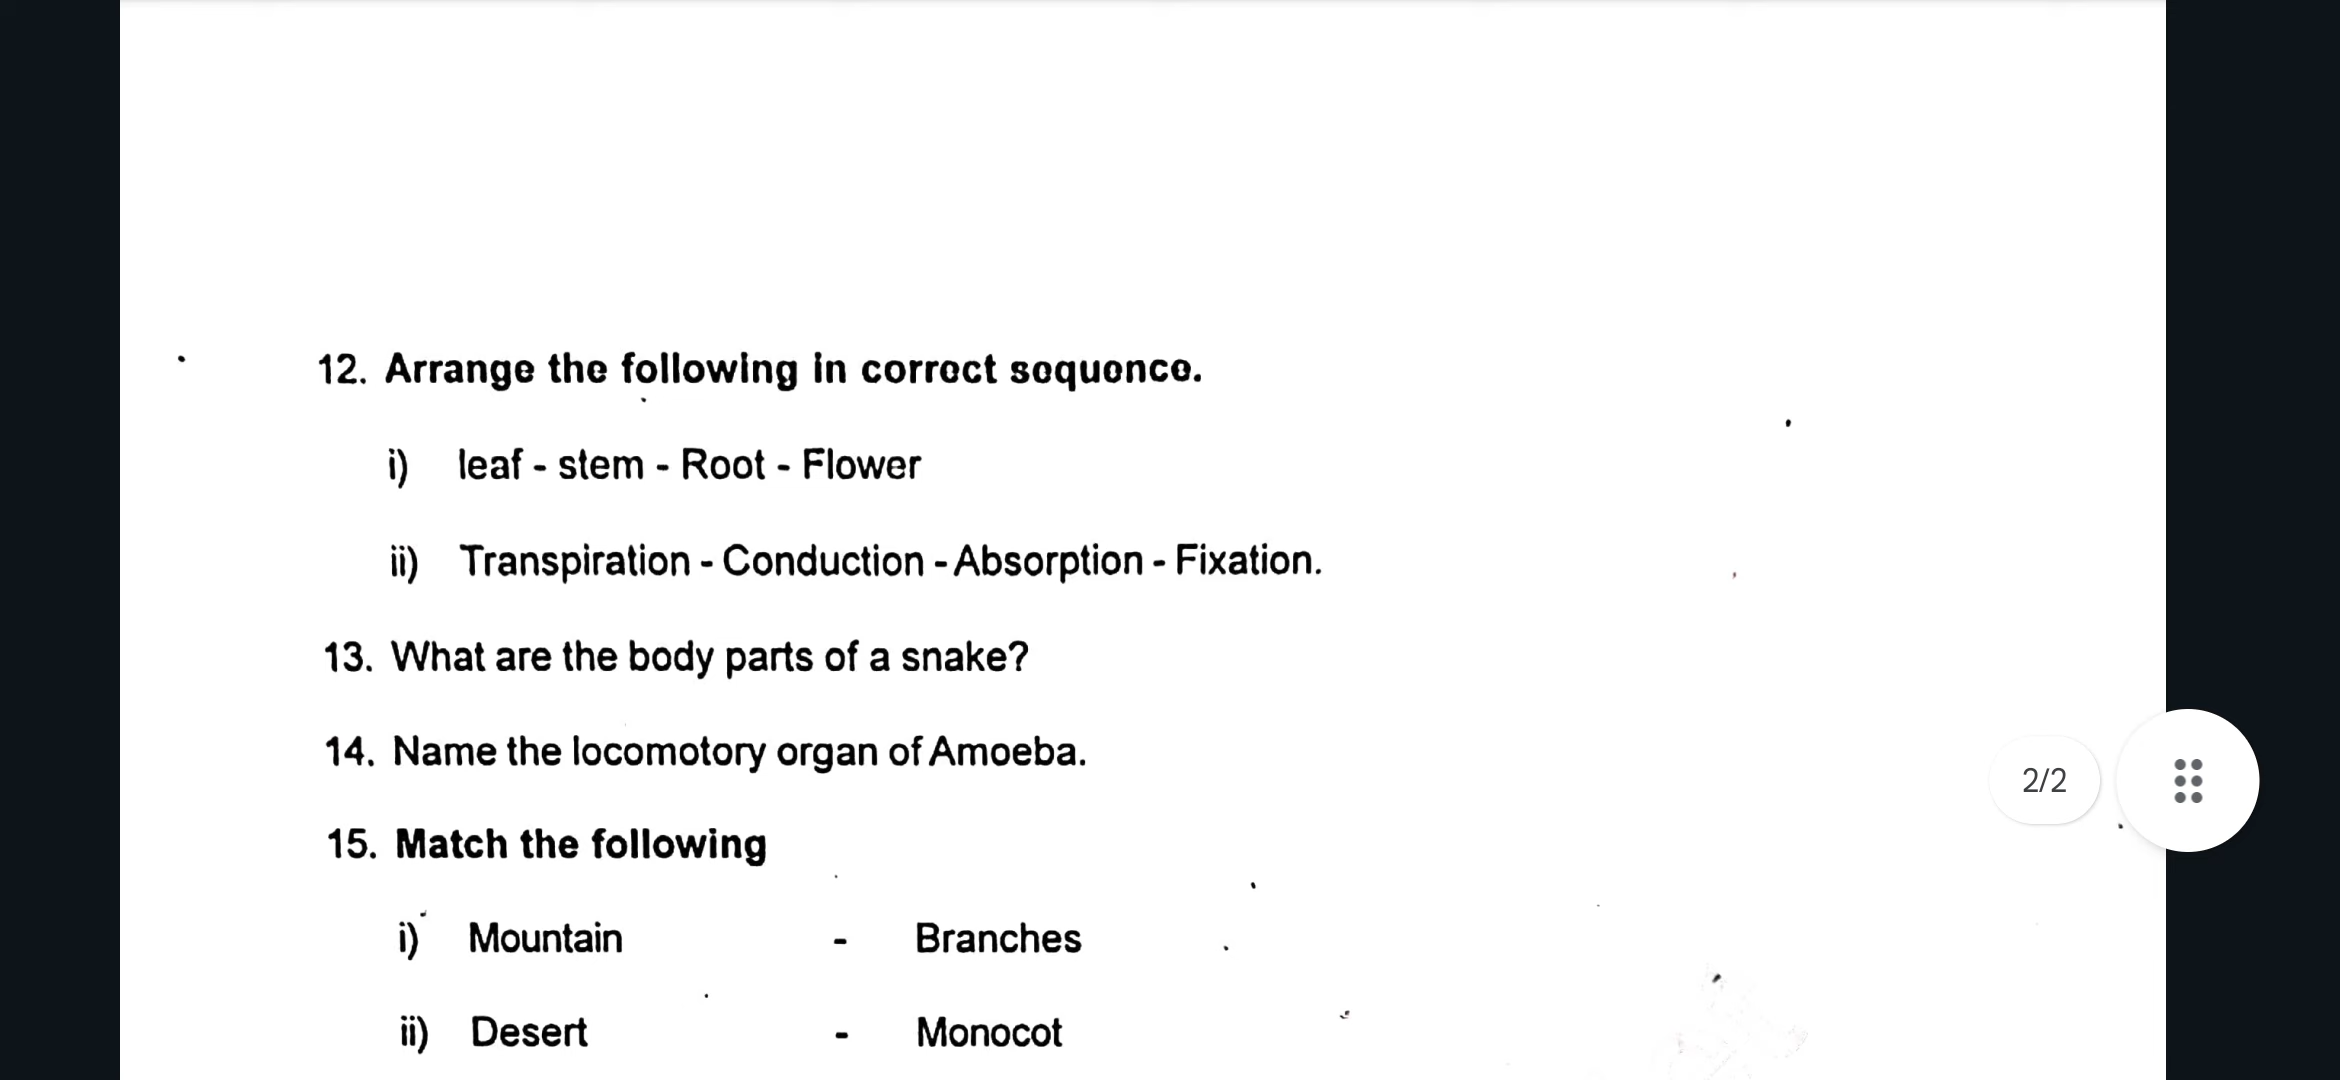 12. Arrange the following in correct sequence.
i) leaf - stem - Root - Flower
ii) Transpiration - Conduction - Absorption - Fixation.
13. What are the body parts of a snake?
14. Name the locomotory organ of Amoeba.
2/2
15. Match the following
i) Mountain - Branches
ii) Desert - Monocot